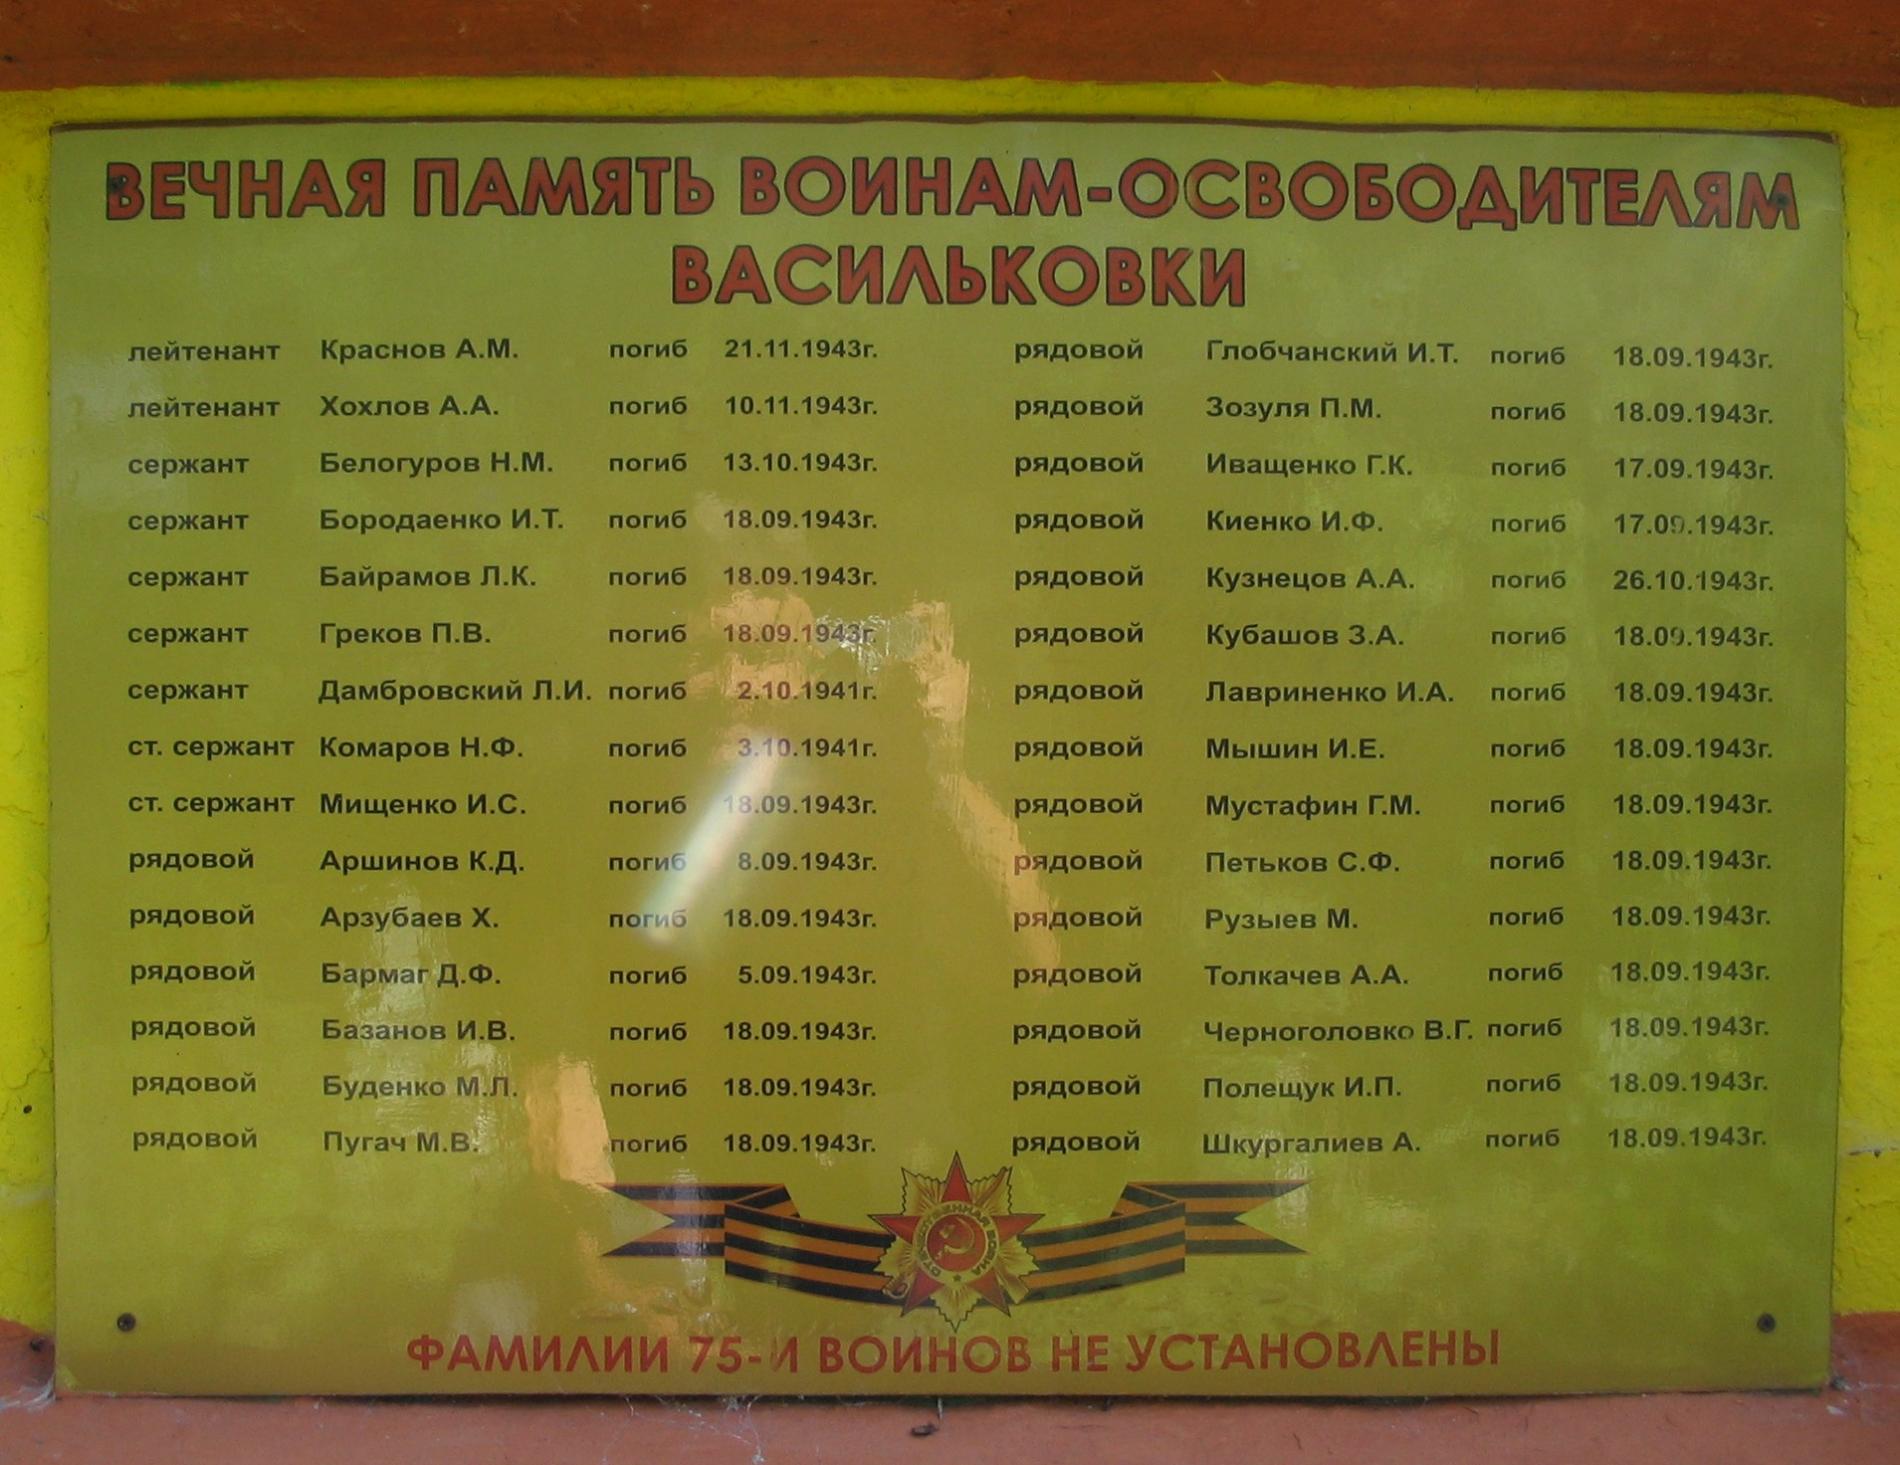 ВЕЧНАЯ ПАМЯТЬ ВОИНАМ-ОСВОБОДИТЕЛЯМ
ВАСИЛЬКОВКИ
лейтенант Краснов А.М. погиб 21.11.1943г.
лейтенант Хохлов А.А. погиб 10.11.1943г.
сержант Белогуров Н.М. погиб 13.10.1943г.
сержант Бородаенко И.Т. погиб 18.09.1943г.
сержант Байрамов Л.К. погиб 18.09.1943г.
сержант Греков П.В. погиб 18.09.1943г.
сержант Дамбровский Л.И. погиб 2.10.1941г.
ст. сержант Комаров Н.Ф. погиб 3.10.1941г.
ст. сержант Мищенко И.С. погиб 18.09.1943г.
рядовой Аршинов К.Д. погиб 8.09.1943г.
рядовой Арзубаев Х. погиб 18.09.1943г.
рядовой Бармаг Д.Ф. погиб 5.09.1943г.
рядовой Базанов И.В. погиб 18.09.1943г.
рядовой Буденко М.Л. погиб 18.09.1943г.
рядовой Пугач М.В. погиб 18.09.1943г.
рядовой Глобчанский И.Т. погиб 18.09.1943г.
рядовой Зозуля П.М. погиб 18.09.1943г.
рядовой Иващенко Г.К. погиб 17.09.1943г.
рядовой Киенко И.Ф. погиб 17.09.1943г.
рядовой Кузнецов А.А. погиб 26.10.1943г.
рядовой Кубашов З.А. погиб 18.09.1943г.
рядовой Лавриненко И.А. погиб 18.09.1943г.
рядовой Мышин И.Е. погиб 18.09.1943г.
рядовой Мустафин Г.М. погиб 18.09.1943г.
рядовой Петьков С.Ф. погиб 18.09.1943г.
рядовой Рузыев М. погиб 18.09.1943г.
рядовой Толкачев А.А. погиб 18.09.1943г.
рядовой Черноголовко В.Г. погиб 18.09.1943г.
рядовой Полещук И.П. погиб 18.09.1943г.
рядовой Шкургалиев А. погиб 18.09.1943г.
ОТЕЧЕСТВЕННАЯ ВОЙНА
ФАМИЛИИ 75-И ВОИНОВ НЕ УСТАНОВЛЕНЫ